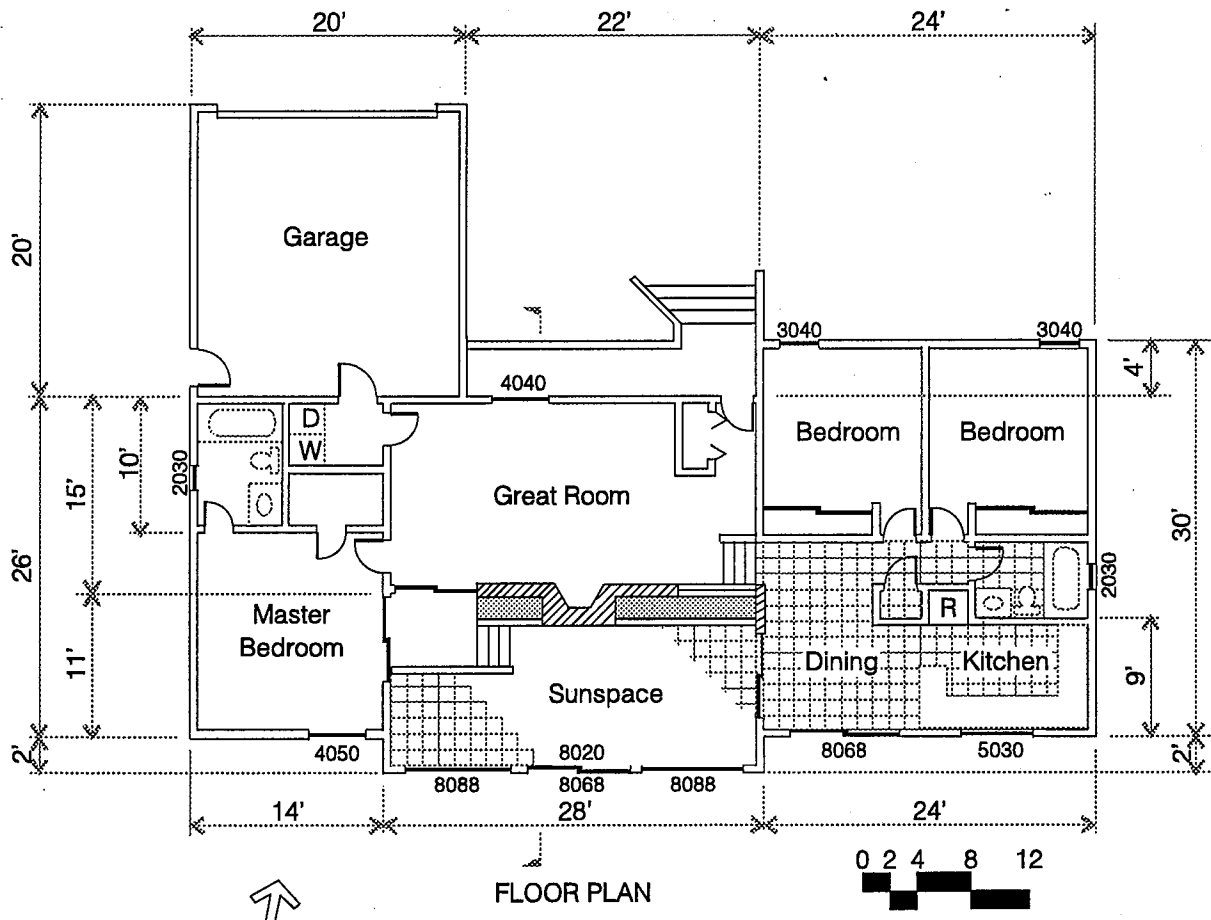 20' 22' 24'
20'
Garage
3040 3040
4'
4040
D
W
Bedroom Bedroom
2030
10'
15'
26'
Great Room
30'
2030
Master
Bedroom
R
11'
Dining Kitchen
9'
Sunspace
2'
4050
8020
8088 8068 8088
8068 5030
2'
14' 28' 24'
0 2 4 8 12
FLOOR PLAN